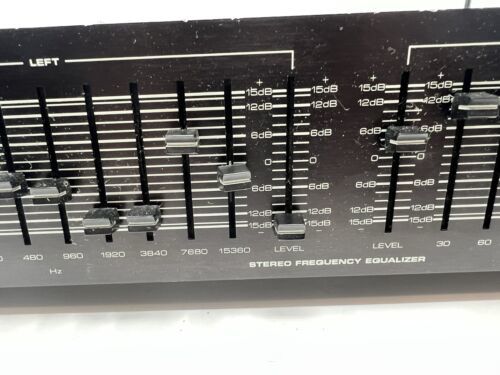 LEFT
+ + + +
15dB 15dB 15dB 15dB
12dB 12dB 12dB 12dB
6dB 6dB 6dB 6dB
0 0 0 0
6dB 6dB 6dB 6dB
12dB 12dB 12dB 12dB
15dB 15dB 15dB 15dB
- - - -
480 960 1920 3840 7680 15360 LEVEL LEVEL 30 60
Hz
STEREO FREQUENCY EQUALIZER